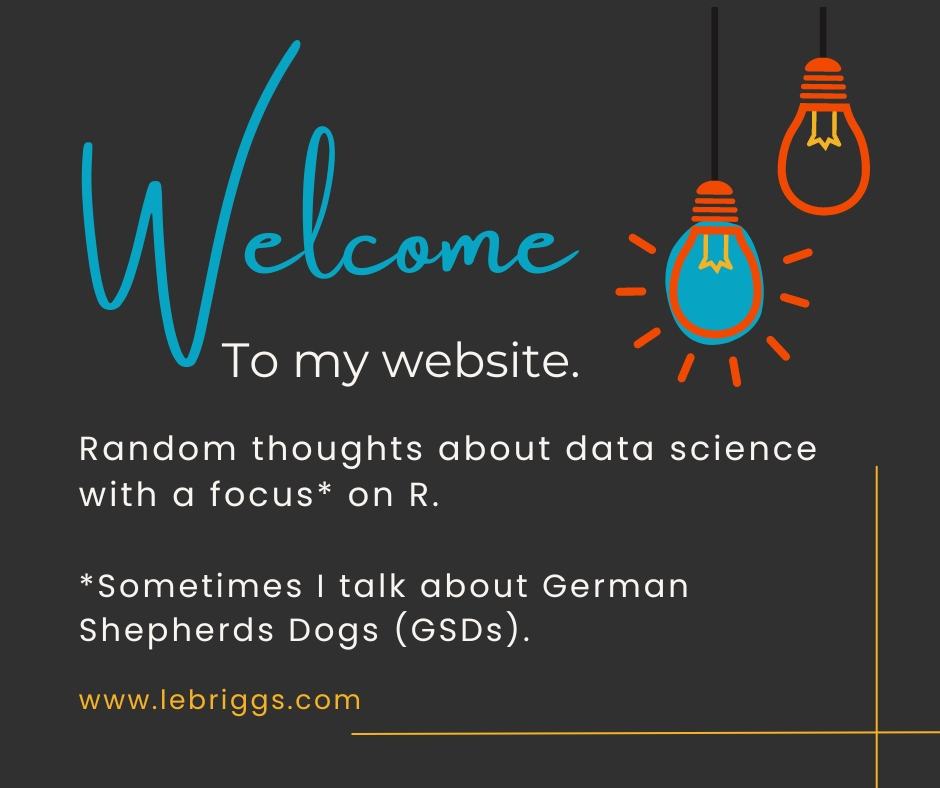 Welcome
To my website.
Random thoughts about data science
with a focus* on R.
*Sometimes I talk about German
Shepherds Dogs (GSDs).
www.lebriggs.com